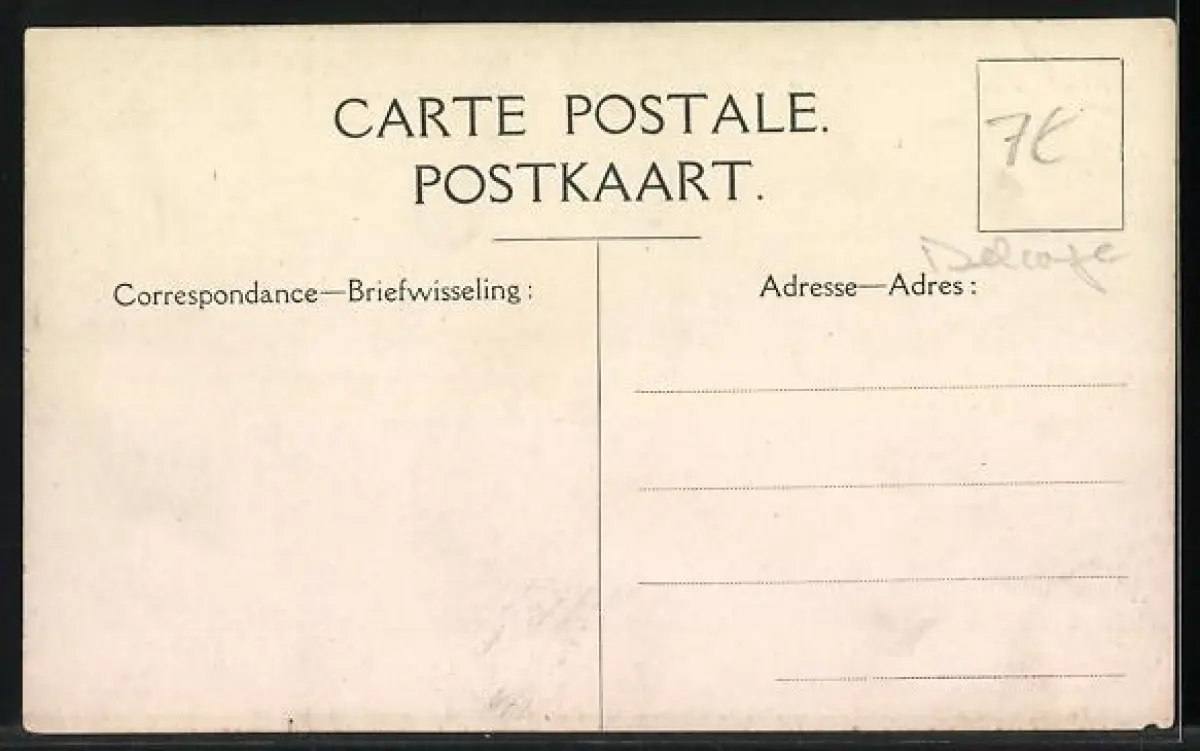 CARTE POSTALE.
POSTKAART.
7€
Correspondance—Briefwisseling:
Adresse—Adres: